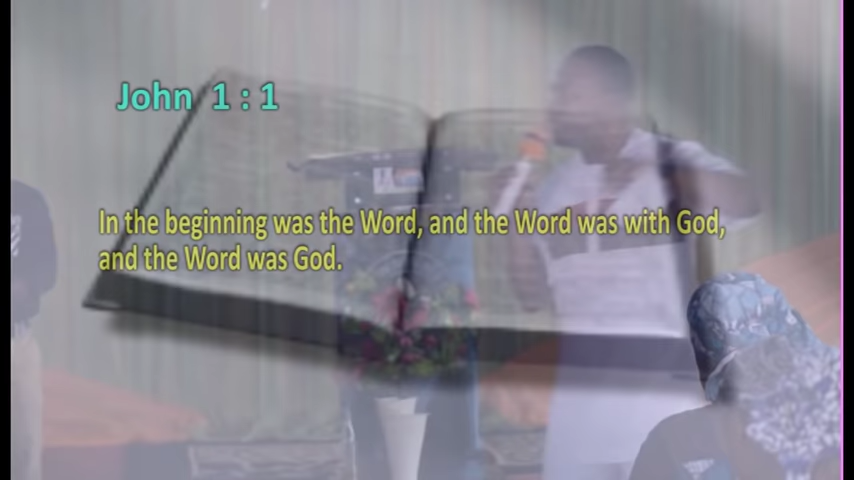 John 1 : 1
In the beginning was the Word, and the Word was with God,
and the Word was God.